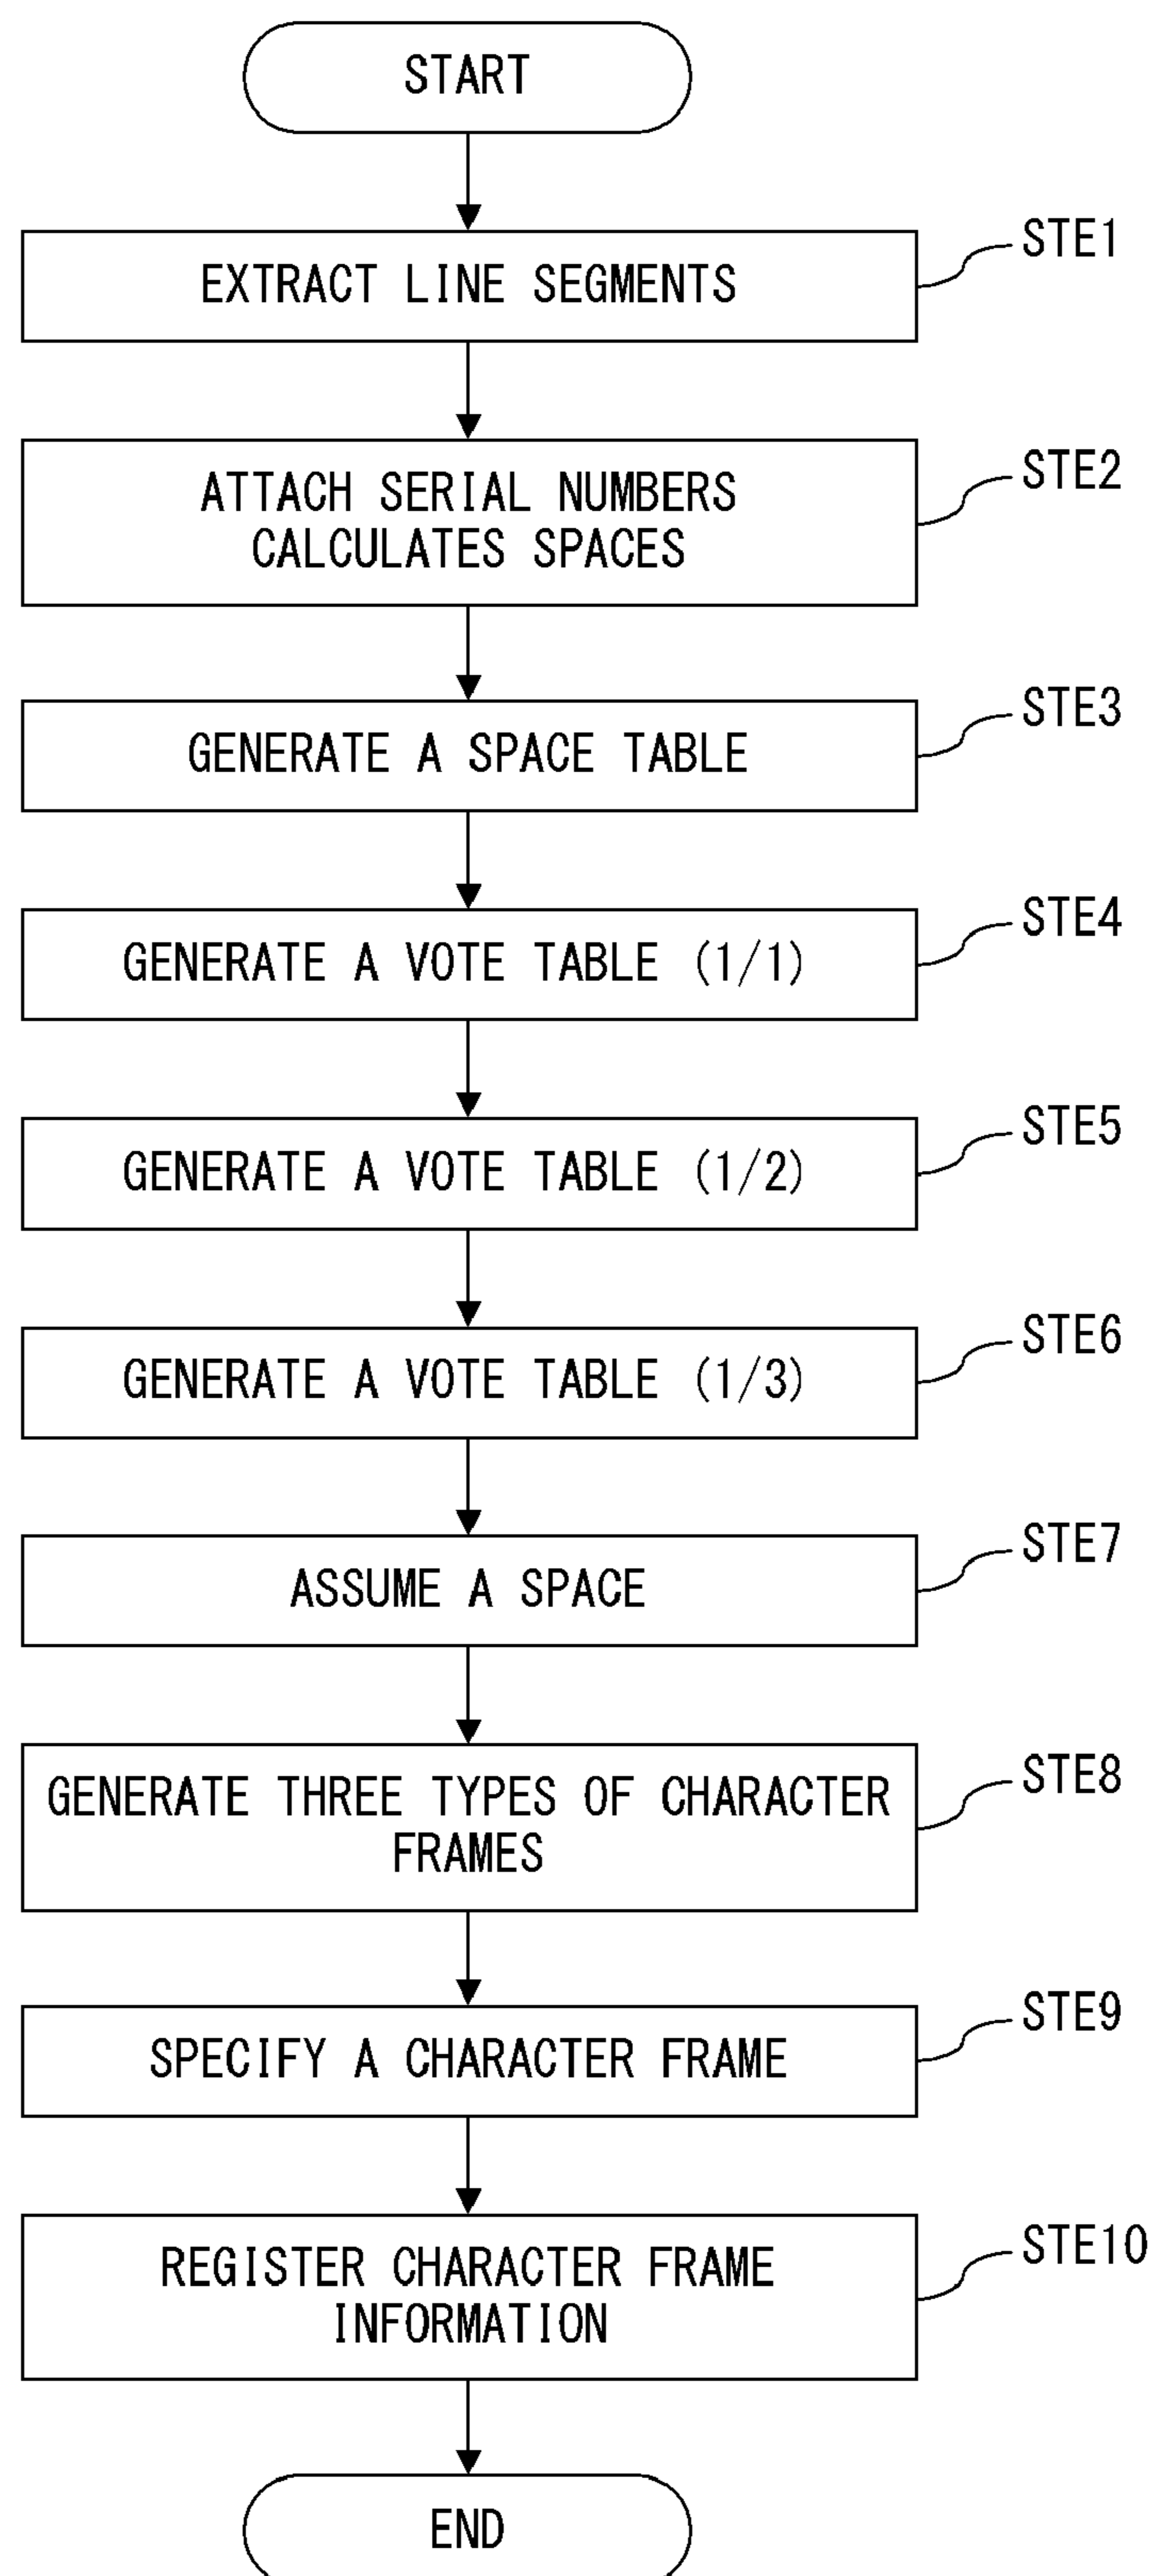 START
EXTRACT LINE SEGMENTS
STE1
ATTACH SERIAL NUMBERS
CALCULATES SPACES
STE2
GENERATE A SPACE TABLE
STE3
GENERATE A VOTE TABLE (1/1)
STE4
GENERATE A VOTE TABLE (1/2)
STE5
GENERATE A VOTE TABLE (1/3)
STE6
ASSUME A SPACE
STE7
GENERATE THREE TYPES OF CHARACTER
FRAMES
STE8
SPECIFY A CHARACTER FRAME
STE9
REGISTER CHARACTER FRAME
INFORMATION
STE10
END